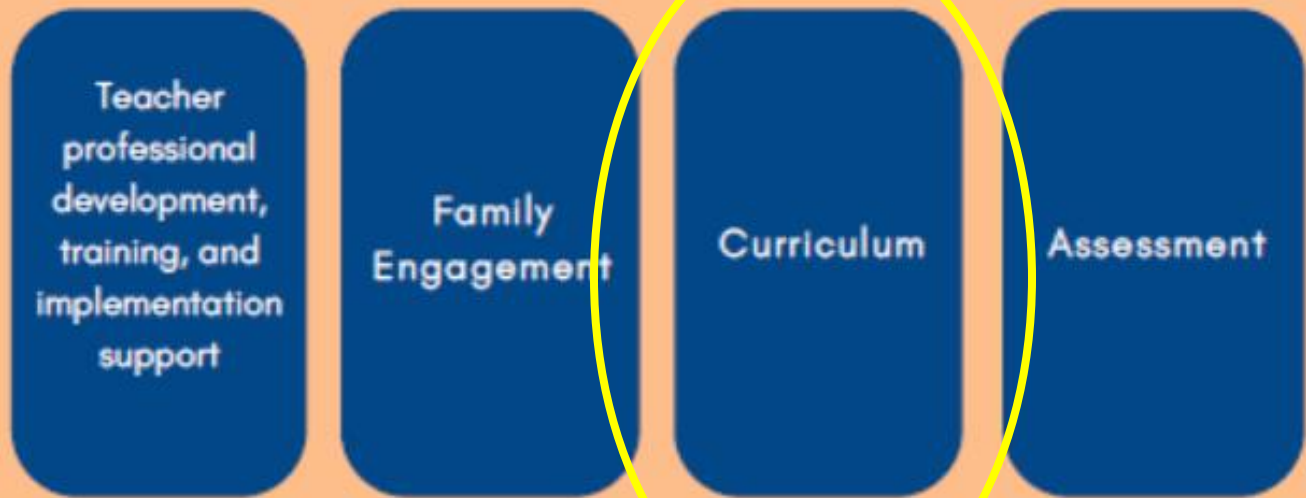 Teacher
professional
development,
training, and
implementation
support
Family
Engagement
Curriculum
Assessment